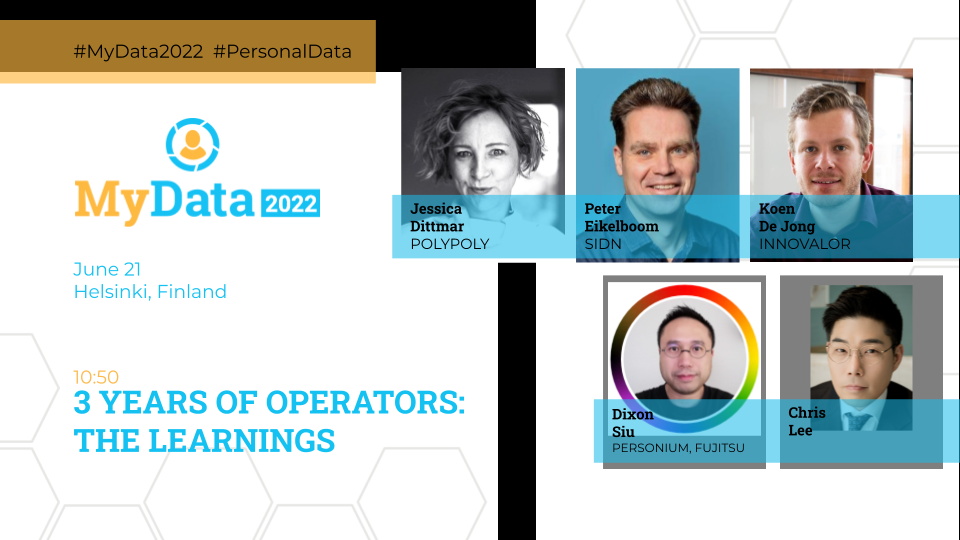 #MyData2022 #PersonalData
MyData 2022
June 21
Helsinki, Finland
10:50
3 YEARS OF OPERATORS:
THE LEARNINGS
Jessica
Dittmar
POLYPOLY
Peter
Eikelboom
SIDN
Koen
De Jong
INNOVALOR
Dixon
Siu
PERSONIUM, FUJITSU
Chris
Lee